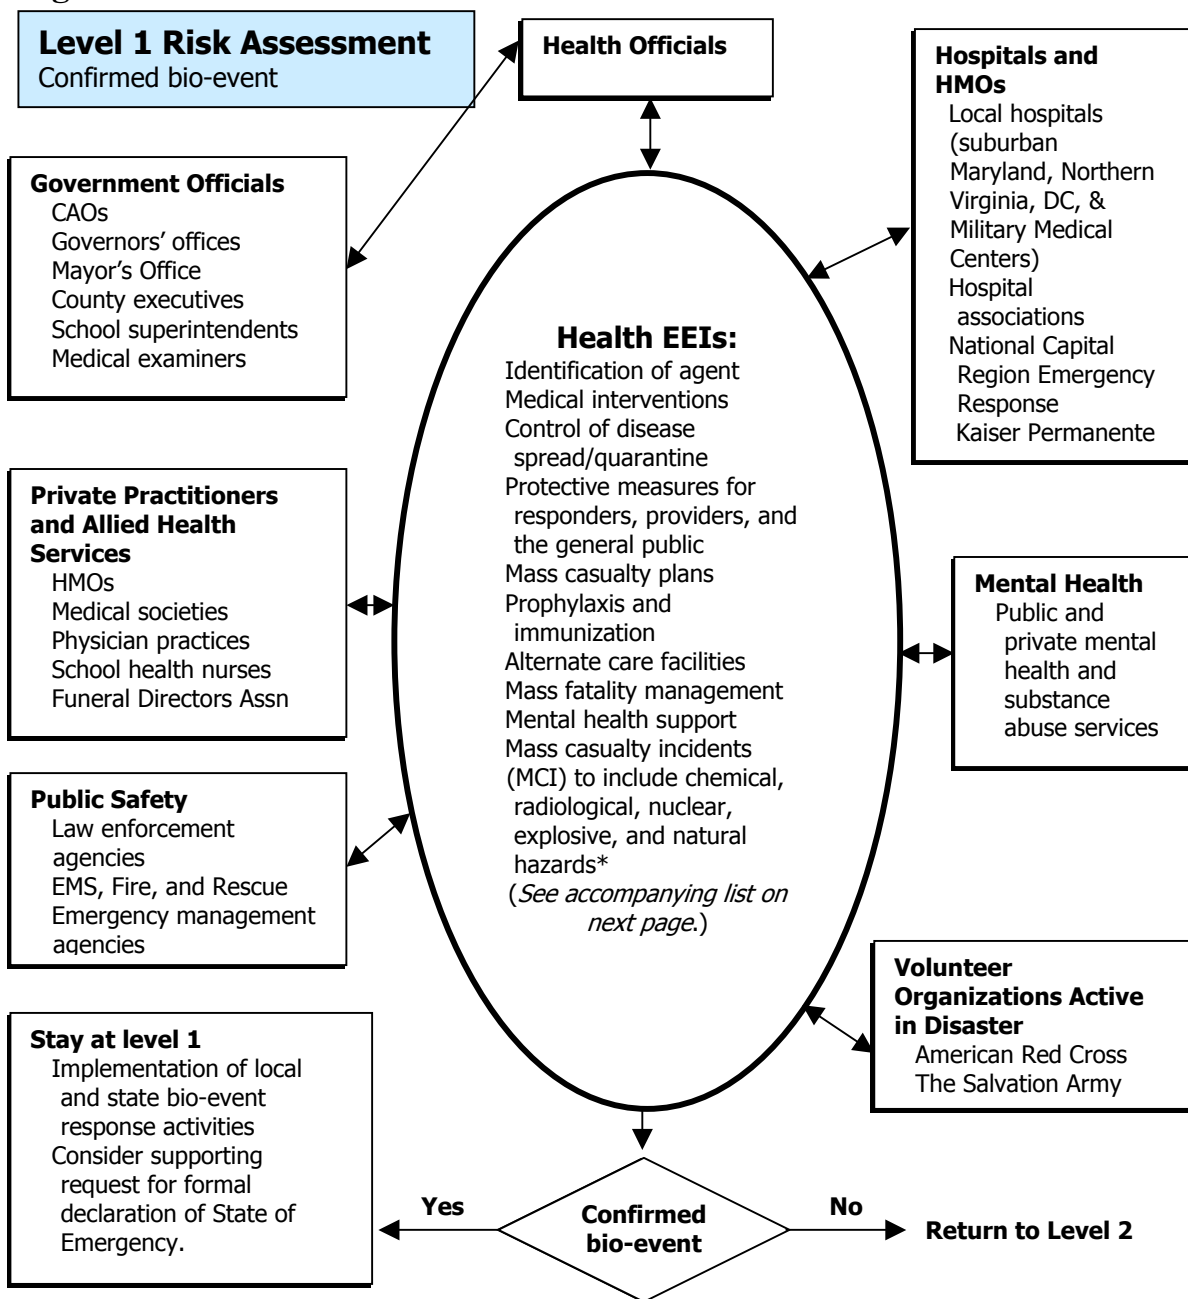 Level 1 Risk Assessment
Confirmed bio-event
Health Officials
Hospitals and
HMOs
Local hospitals
(suburban
Maryland, Northern
Virginia, DC, &
Military Medical
Centers)
Hospital
associations
National Capital
Region Emergency
Response
Kaiser Permanente
Government Officials
CAOs
Governors’ offices
Mayor’s Office
County executives
School superintendents
Medical examiners
Health EEIs:
Identification of agent
Medical interventions
Control of disease
spread/quarantine
Protective measures for
responders, providers, and
the general public
Mass casualty plans
Prophylaxis and
immunization
Alternate care facilities
Mass fatality management
Mental health support
Mass casualty incidents
(MCI) to include chemical,
radiological, nuclear,
explosive, and natural
hazards*
(See accompanying list on
next page.)
Private Practitioners
and Allied Health
Services
HMOs
Medical societies
Physician practices
School health nurses
Funeral Directors Assn
Mental Health
Public and
private mental
health and
substance
abuse services
Public Safety
Law enforcement
agencies
EMS, Fire, and Rescue
Emergency management
agencies
Volunteer
Organizations Active
in Disaster
American Red Cross
The Salvation Army
Stay at level 1
Implementation of local
and state bio-event
response activities
Consider supporting
request for formal
declaration of State of
Emergency.
Yes
Confirmed
bio-event
No
Return to Level 2